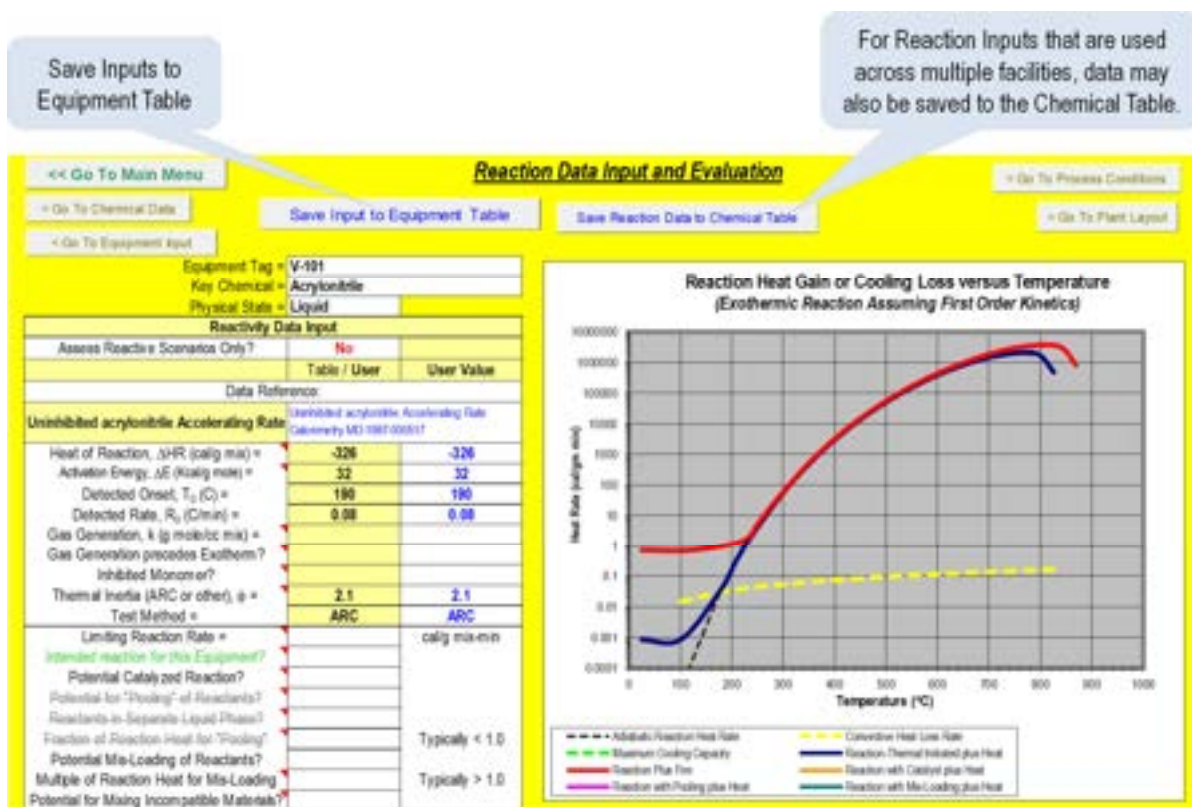 Save Inputs to
Equipment Table
For Reaction Inputs that are used
across multiple facilities, data may
also be saved to the Chemical Table.
<< Go To Main Menu
Reaction Data Input and Evaluation
< Go To Process Conditions
< Go To Chemical Data
Save Input to Equipment Table
Save Reaction Data to Chemical Table
< Go To Plant Layout
< Go To Equipment Input
Equipment Tag = V-101
Key Chemical = Acrylonitrile
Physical State = Liquid
Reactivity Data Input
Assess Reactive Scenarios Only? No
Table / User User Value
Data Reference:
Uninhibited acrylonitrile Accelerating Rate
Uninhibited acrylonitrile Accelerating Rate
Calorimetry
Heat of Reaction, ΔHR (cal/g mix) = -326 -326
Activation Energy, ΔE (Kcal/g mole) = 32 32
Detected Onset, T₀ (C) = 190 190
Detected Rate, R₀ (C/min) = 0.08 0.08
Gas Generation, k (g mole/cc mix) =
Gas Generation precedes Exotherm?
Inhibited Monomer?
Thermal Inertia (ARC or other), φ = 2.1 2.1
Test Method = ARC ARC
Limiting Reaction Rate = cal/g mix-min
Intended reaction for this Equipment?
Potential Catalyzed Reaction?
Potential for "Pooling" of Reactants?
Reactants in Separate Liquid Phase?
Fraction of Reaction Heat for "Pooling" Typically < 1.0
Potential Mis-Loading of Reactants?
Multiple of Reaction Heat for Mis-Loading Typically > 1.0
Potential for Mixing Incompatible Materials?
Reaction Heat Gain or Cooling Loss versus Temperature
(Exothermic Reaction Assuming First Order Kinetics)
Heat Rate (cal/gm min)
10000000
1000000
100000
10000
1000
100
10
1
0.1
0.01
0.001
0.0001
0 100 200 300 400 500 600 700 800 900 1000
Temperature (°C)
Adiabatic Reaction Heat Rate
Convective Heat Loss Rate
Maximum Cooling Capacity
Reaction Thermal Initiated plus Heat
Reaction Plus Fire
Reaction with Catalyst plus Heat
Reaction with Pooling plus Heat
Reaction with Mis-Loading plus Heat